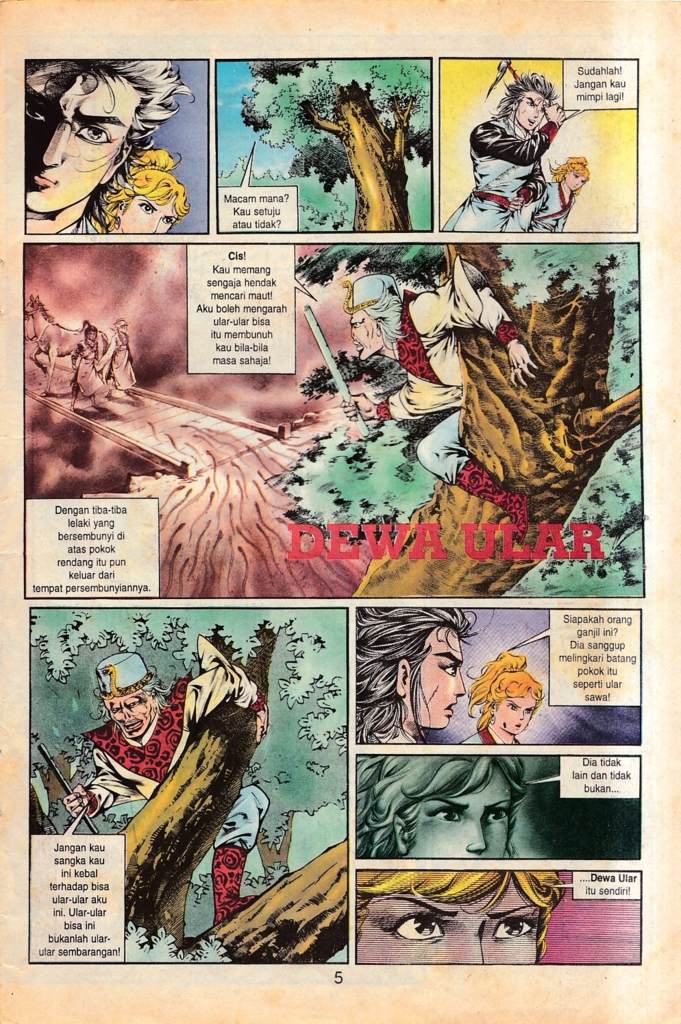 Macam mana?
Kau setuju
atau tidak?
Sudahlah!
Jangan kau
mimpi lagi!
Cis!
Kau memang
sengaja hendak
mencari maut!
Aku boleh mengarah
ular-ular bisa
itu membunuh
kau bila-bila
masa sahaja!
Dengan tiba-tiba
lelaki yang
bersembunyi di
atas pokok
rendang itu pun
keluar dari
tempat persembunyiannya.
DEWA ULAR
Jangan kau
sangka kau
ini kebal
terhadap bisa
ular-ular aku
ini. Ular-ular
bisa ini
bukanlah ular-
ular sembarangan!
Siapakah orang
ganjil ini?
Dia sanggup
melingkari batang
pokok itu
seperti ular
sawa!
Dia tidak
lain dan tidak
bukan...
....Dewa Ular
itu sendiri!
5